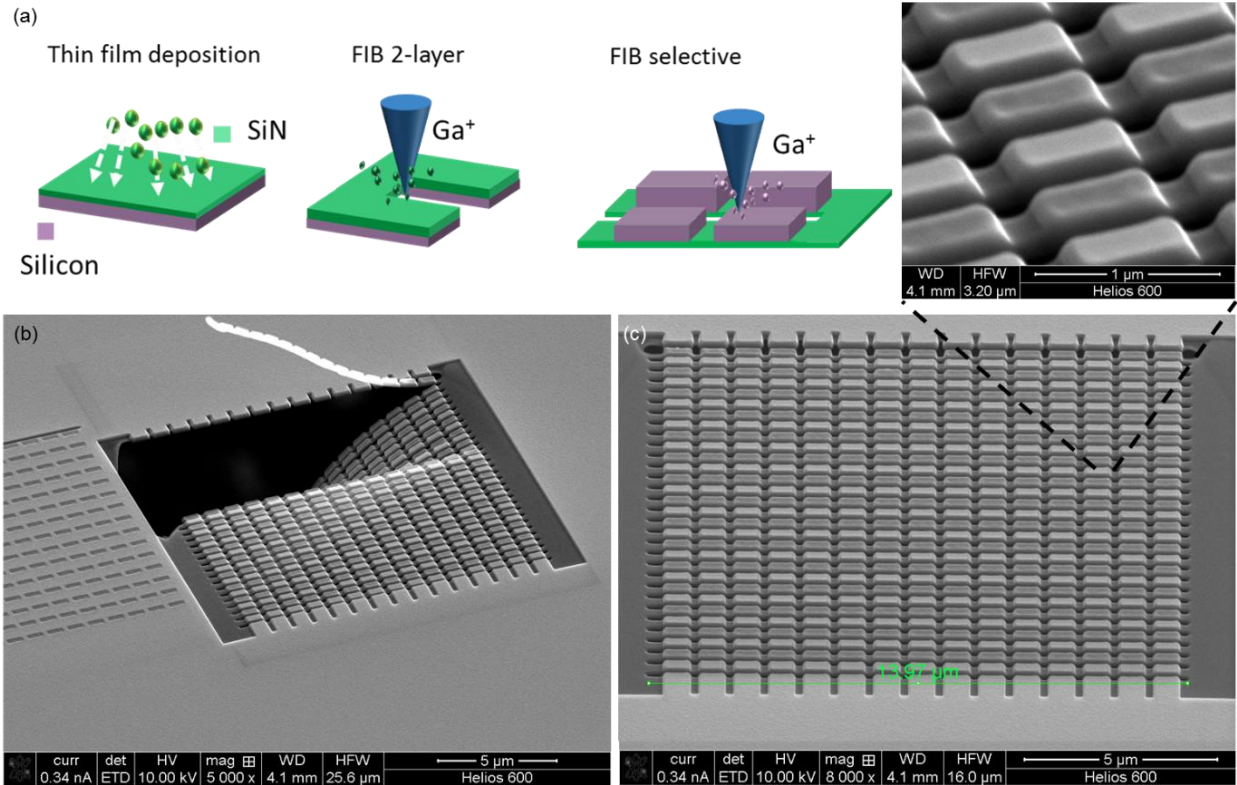 (a)
Thin film deposition
FIB 2-layer
FIB selective
SiN
Ga⁺
Ga⁺
Silicon
WD
HFW
1 µm
4.1 mm
3.20 µm
Helios 600
(b)
curr
det
HV
mag
WD
HFW
5 µm
0.34 nA
ETD
10.00 kV
5 000 x
4.1 mm
25.6 µm
Helios 600
(c)
13.97 µm
curr
det
HV
mag
WD
HFW
5 µm
0.34 nA
ETD
10.00 kV
8 000 x
4.1 mm
16.0 µm
Helios 600